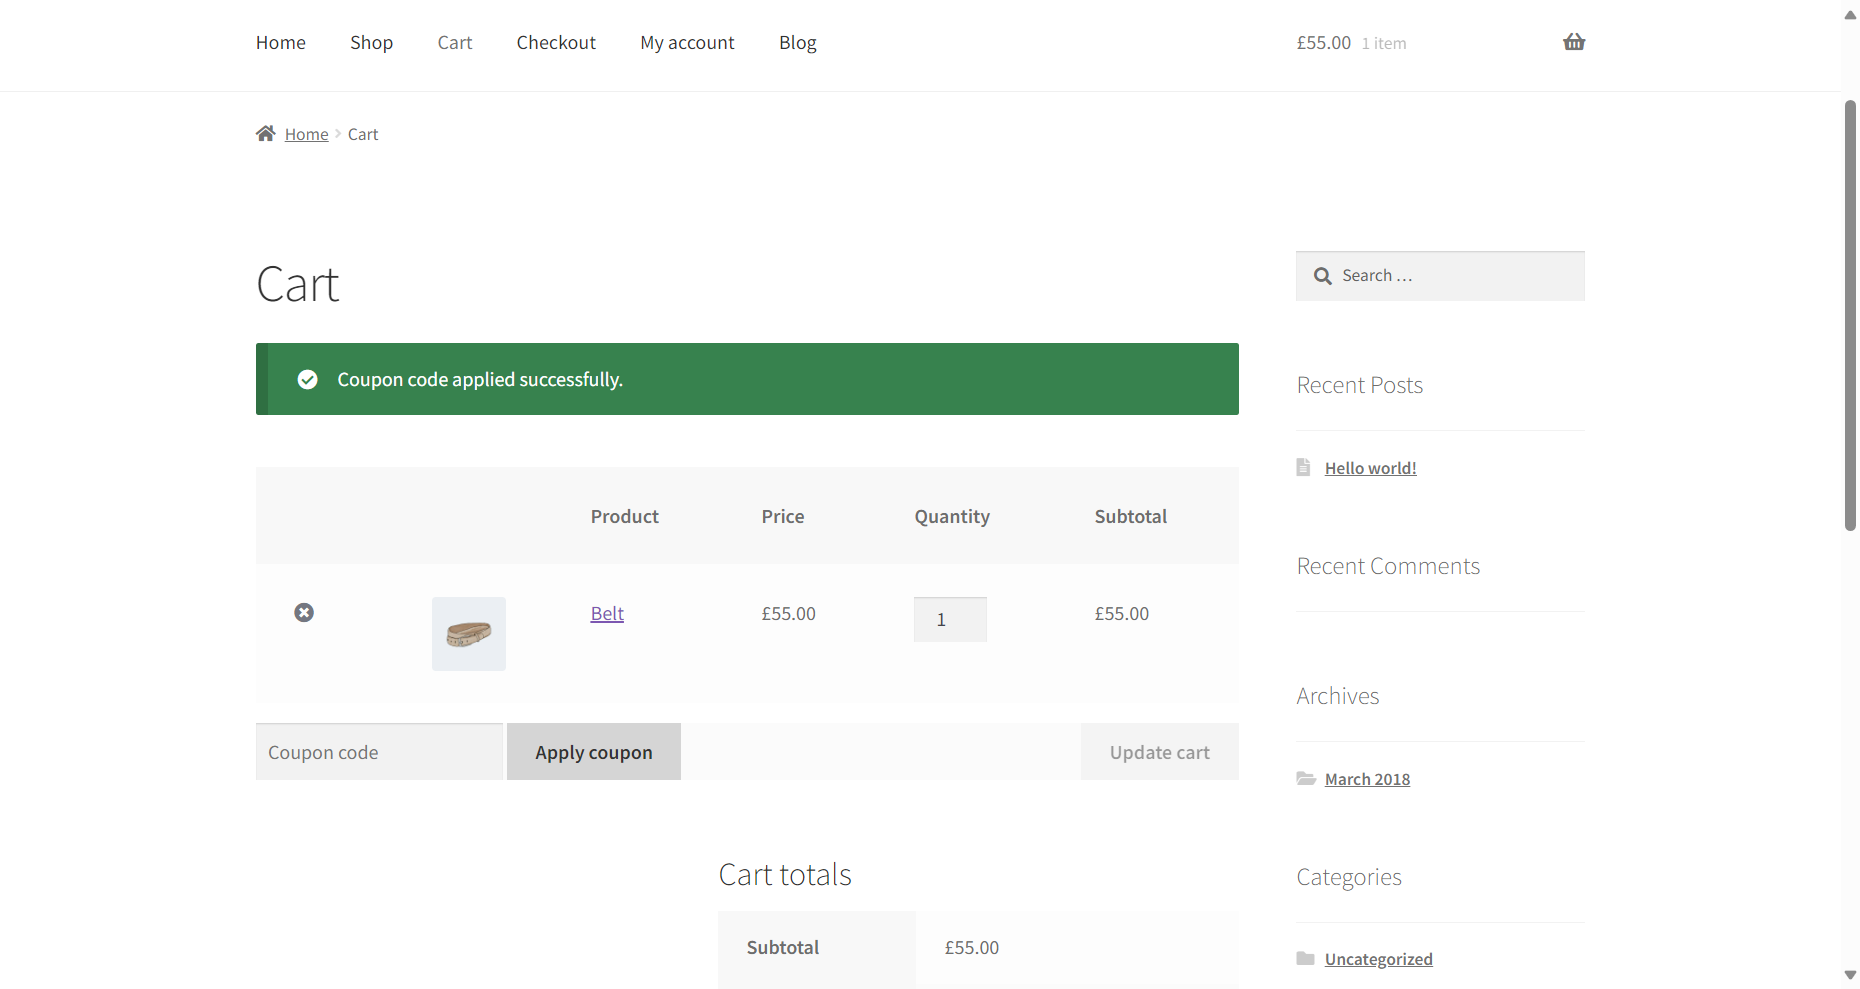 Home Shop Cart Checkout My account Blog £55.00 1 item
Home Cart
Cart
Search …
Coupon code applied successfully.
Recent Posts
Hello world!
Product Price Quantity Subtotal
Recent Comments
Belt £55.00 1 £55.00
Archives
Coupon code Apply coupon Update cart
March 2018
Cart totals
Categories
Subtotal £55.00
Uncategorized